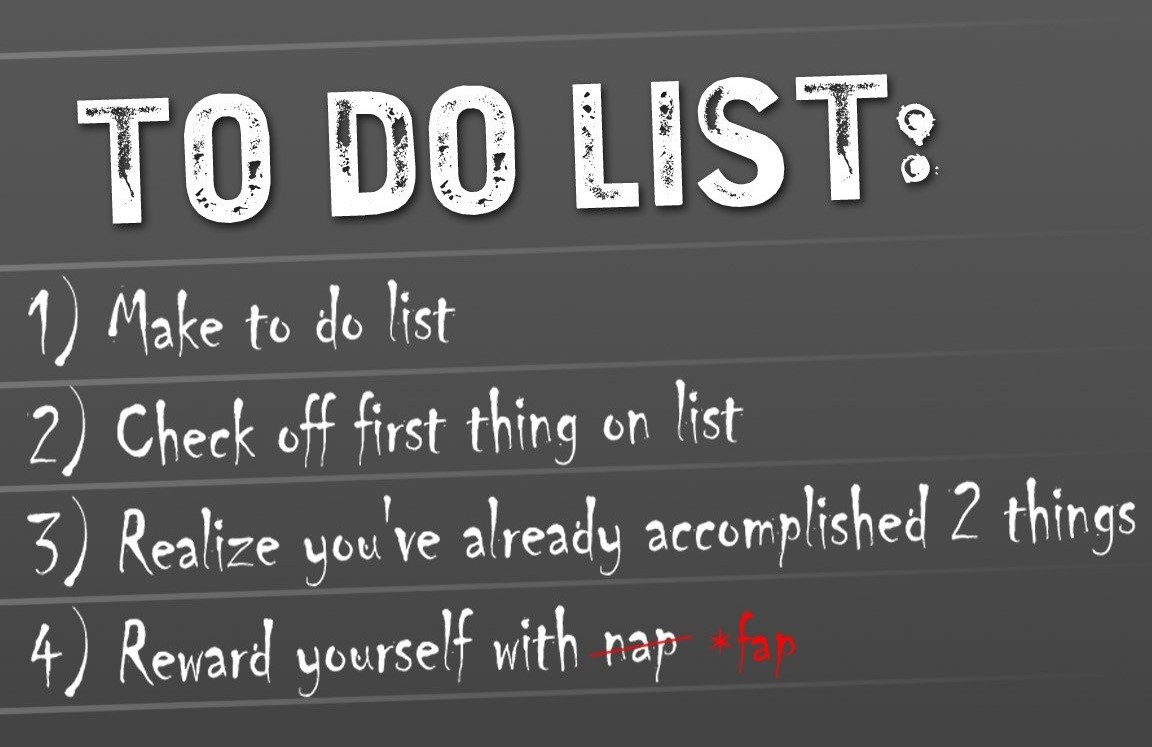 TO DO LIST:
1) Make to do list
2) Check off first thing on list
3) Realize you've already accomplished 2 things
4) Reward yourself with nap *fap